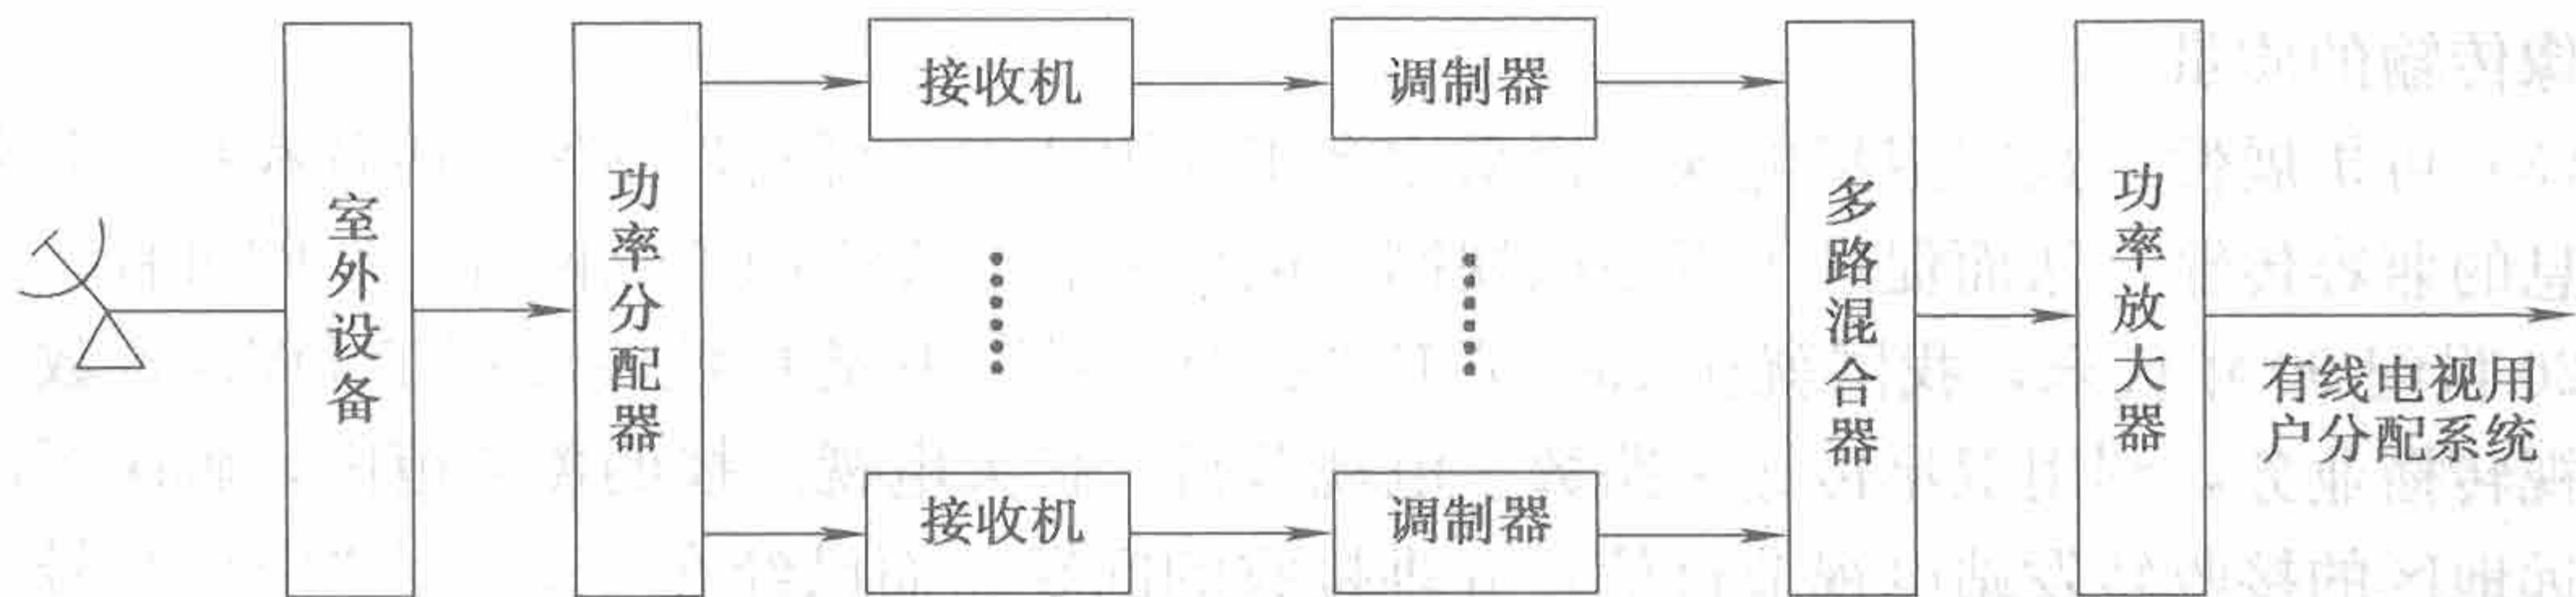 室外设备
功率分配器
接收机
调制器
接收机
调制器
多路混合器
功率放大器
有线电视用
户分配系统